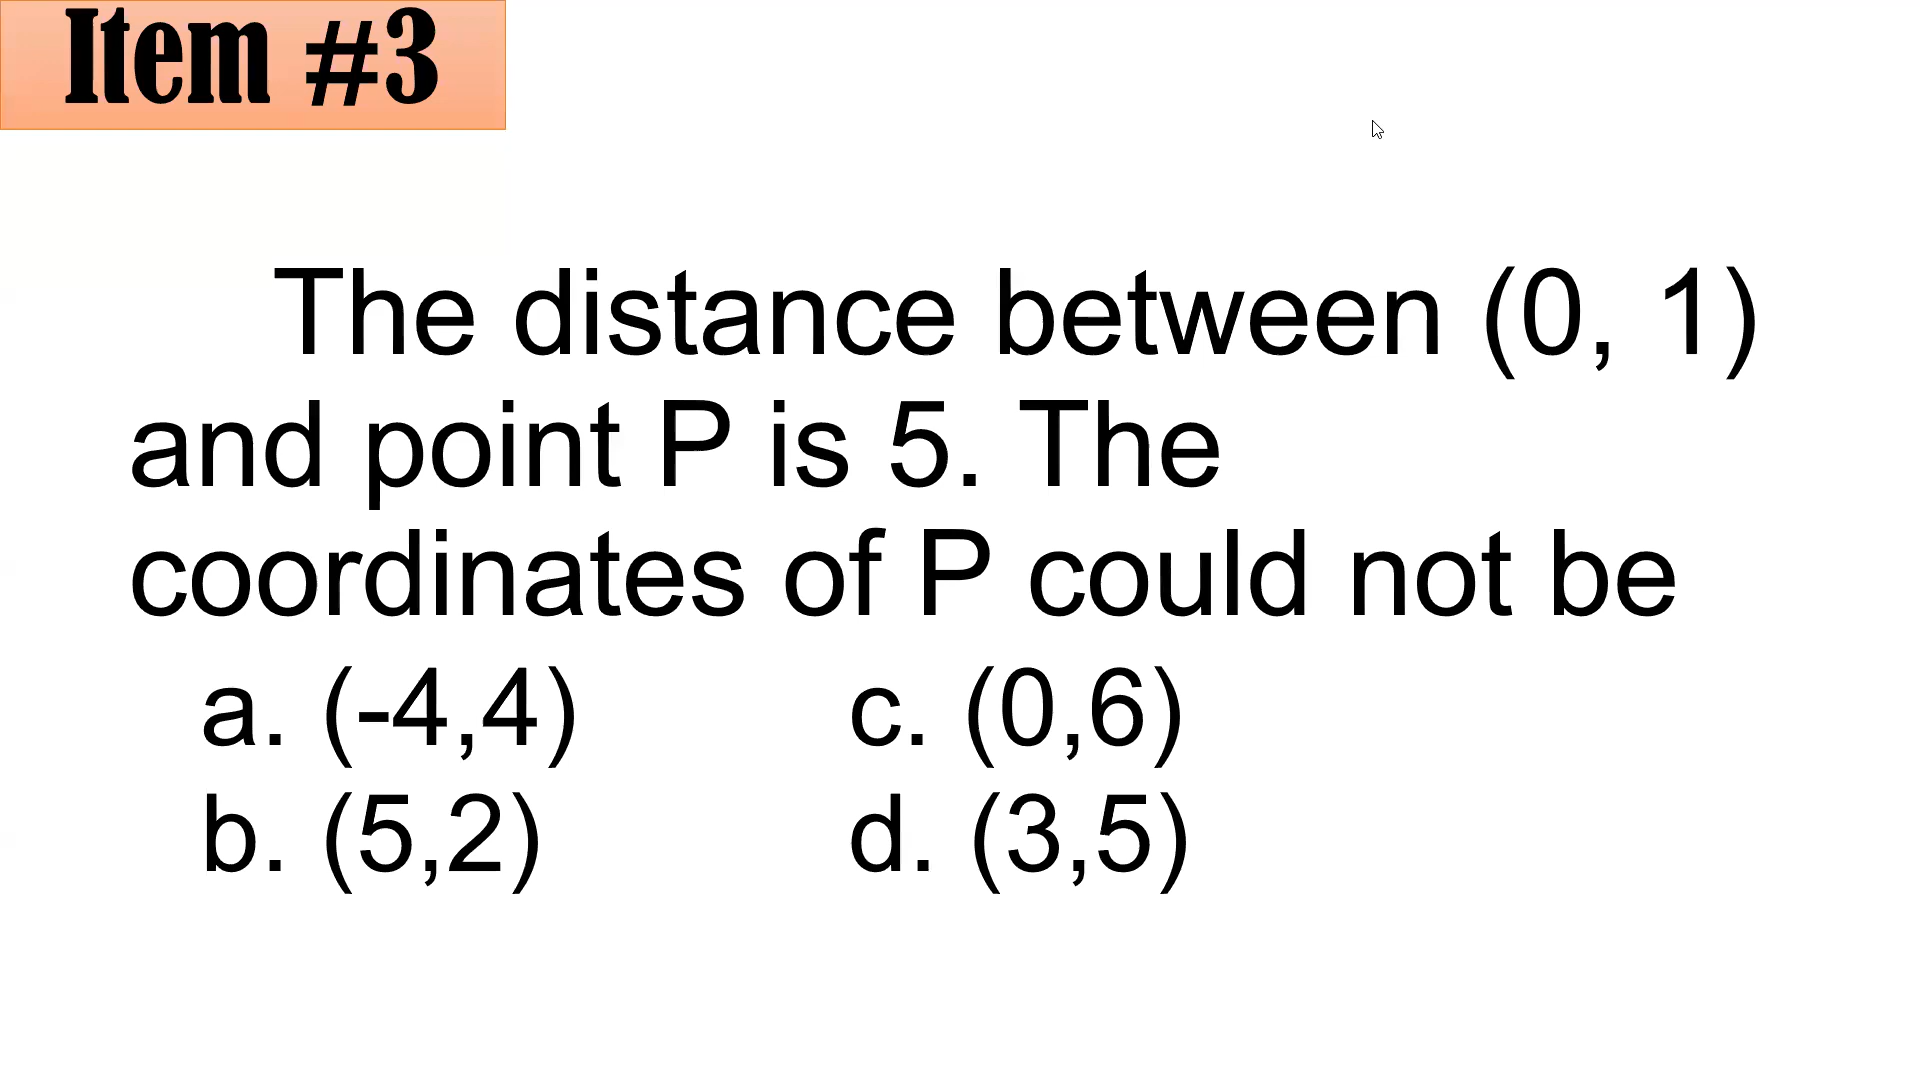 Item #3
The distance between (0, 1)
and point P is 5. The
coordinates of P could not be
a. (-4,4) c. (0,6)
b. (5,2) d. (3,5)